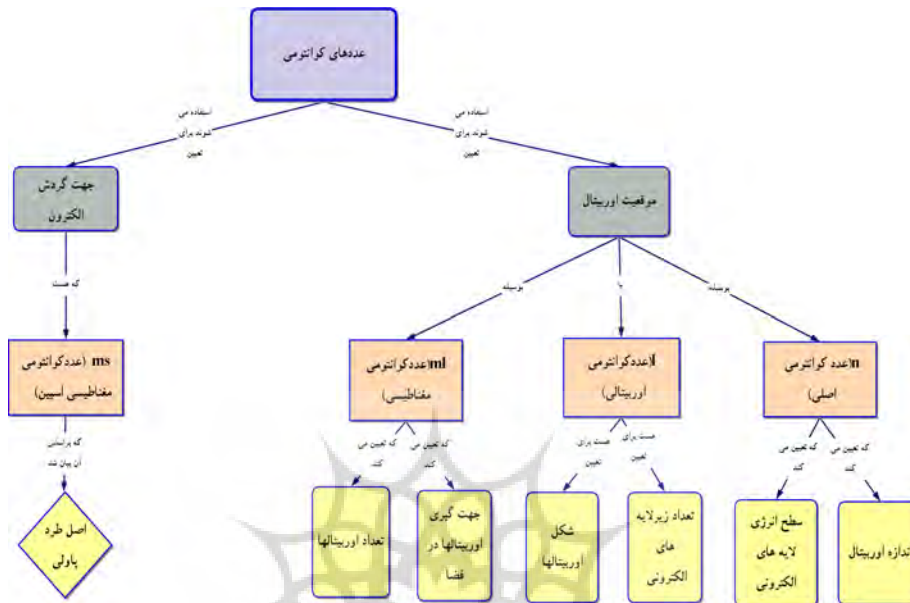 عددهای کوانتومی
استفاده می
شوند برای
تعیین
استفاده می
شوند برای
تعیین
موقعیت اوربیتال
جهت گردش
الکترون
بوسیله
با
بوسیله
که هست
n(عدد کوانتومی
اصلی)
l(عددکوانتومی
اوربیتالی)
ml(عددکوانتومی
مغناطیسی)
ms (عددکوانتومی
مغناطیسی اسپین)
که تعیین می
کند
که تعیین می
کند
هست برای
تعیین
هست برای
تعیین
که تعیین می
کند
که تعیین می
کند
که براساس
آن بیان شد
ندازه اوربیتال
سطح انرژی
لایه های
الکترونی
تعداد زیرلایه
های
الکترونی
شکل
اوربیتالها
جهت گیری
اوربیتالها در
فضا
تعداد اوربیتالها
اصل طرد
پاولی